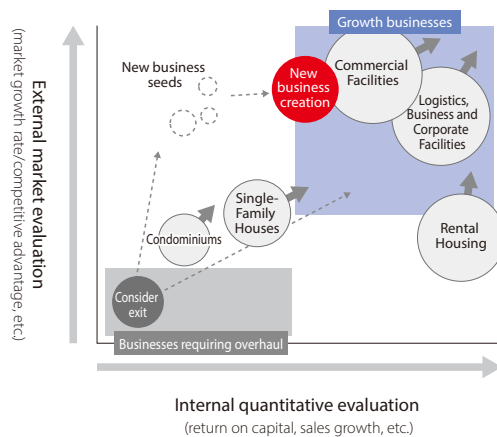 Growth businesses
New business
seeds
New
business
creation
Commercial
Facilities
Logistics,
Business and
Corporate
Facilities
Single-
Family
Houses
Condominiums
Rental
Housing
Consider
exit
Businesses requiring overhaul
External market evaluation
(market growth rate/competitive advantage, etc.)
Internal quantitative evaluation
(return on capital, sales growth, etc.)